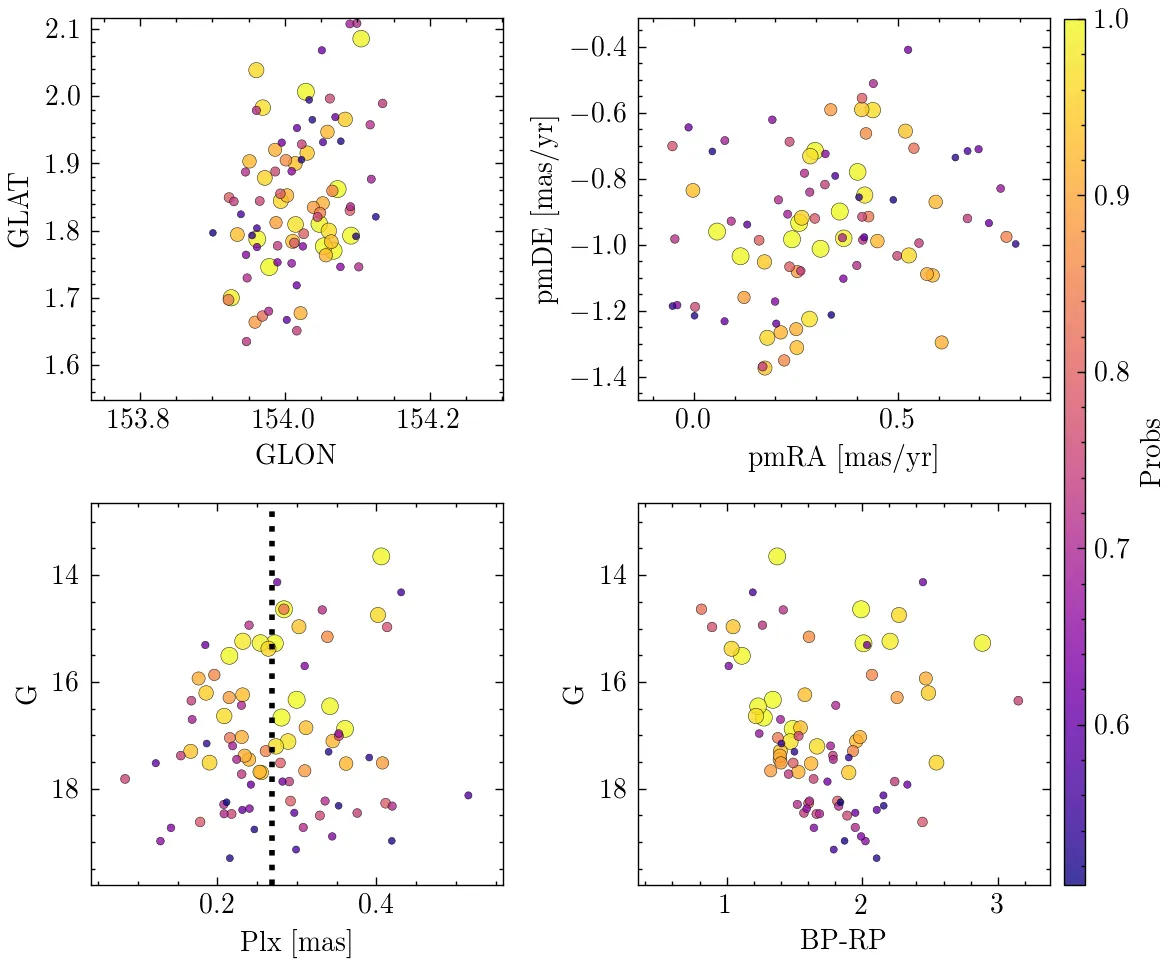 2.1
2.0
1.9
1.8
1.7
1.6
GLAT
153.8 154.0 154.2
GLON
−0.4
−0.6
−0.8
−1.0
−1.2
−1.4
pmDE [mas/yr]
0.0 0.5
pmRA [mas/yr]
1.0
0.9
0.8
0.7
0.6
Probs
14
16
18
G
0.2 0.4
Plx [mas]
14
16
18
G
1 2 3
BP-RP